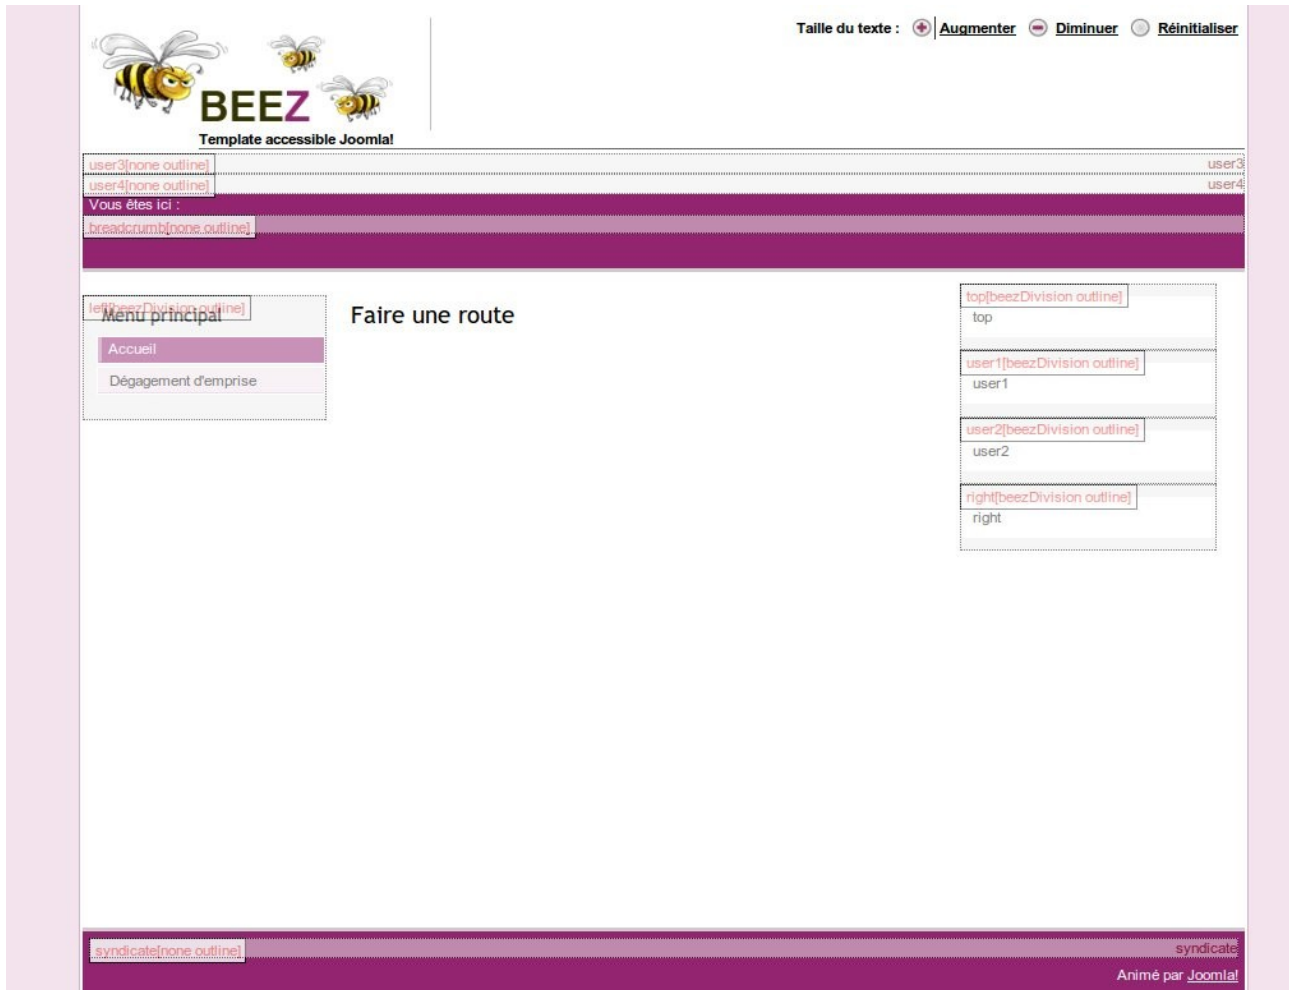 Taille du texte : Augmenter Diminuer Réinitialiser
BEEZ
Template accessible Joomla!
user3[none outline] user3
user4[none outline] user4
Vous êtes ici :
breadcrumb[none outline]
left[beezDivision outline]
Menu principal
Accueil
Dégagement d'emprise
Faire une route
top[beezDivision outline]
top
user1[beezDivision outline]
user1
user2[beezDivision outline]
user2
right[beezDivision outline]
right
syndicate[none outline] syndicate
Animé par Joomla!